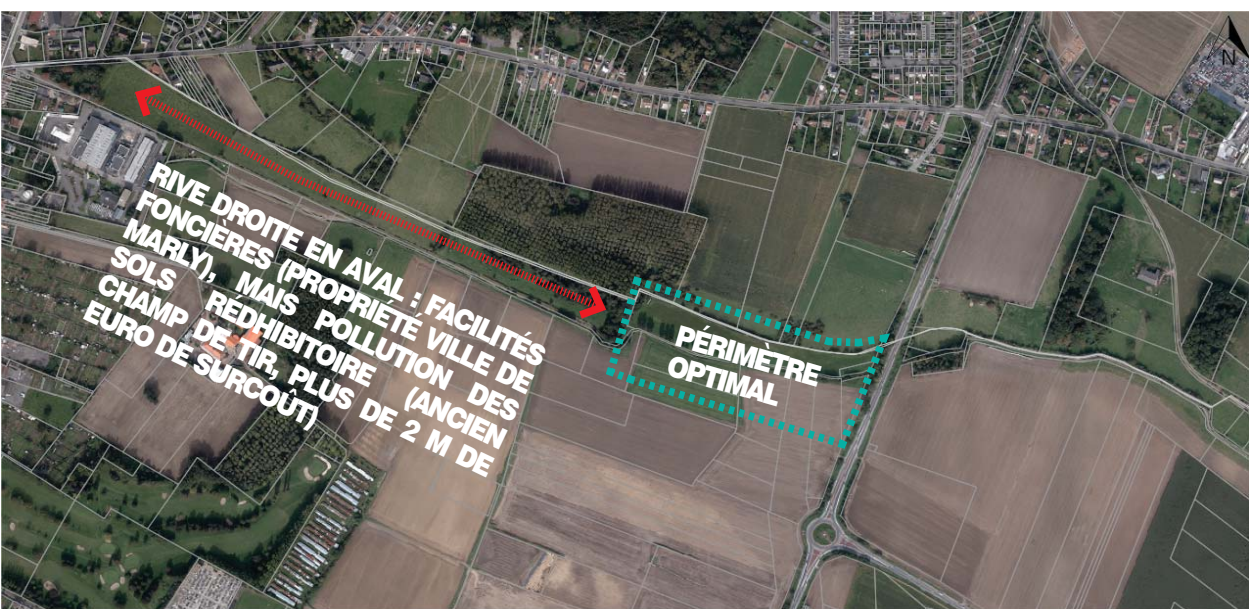 N
RIVE DROITE EN AVAL : FACILITÉS
FONCIÈRES (PROPRIÉTÉ VILLE DE
MARLY), MAIS POLLUTION DES
SOLS RÉDHIBITOIRE (ANCIEN
CHAMP DE TIR, PLUS DE 2 M DE
EURO DE SURCOÛT)
PÉRIMÈTRE
OPTIMAL